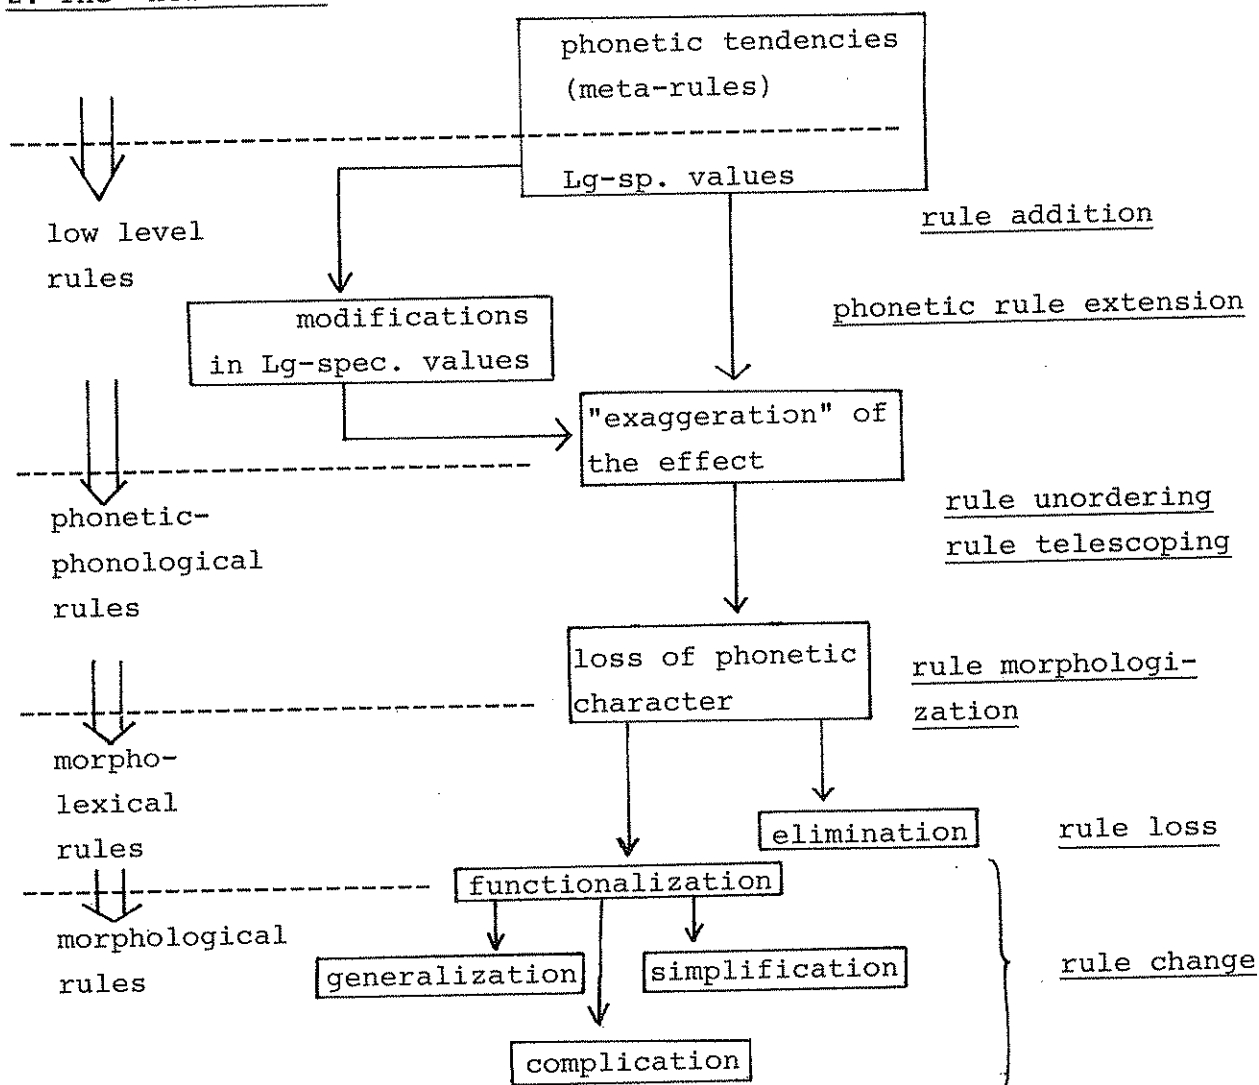 phonetic tendencies
(meta-rules)
Lg-sp. values
low level
rules
rule addition
phonetic rule extension
modifications
in Lg-spec. values
"exaggeration" of
the effect
phonetic-
phonological
rules
rule unordering
rule telescoping
loss of phonetic
character
rule morphologi-
zation
morpho-
lexical
rules
elimination
rule loss
functionalization
morphological
rules
generalization
simplification
rule change
complication